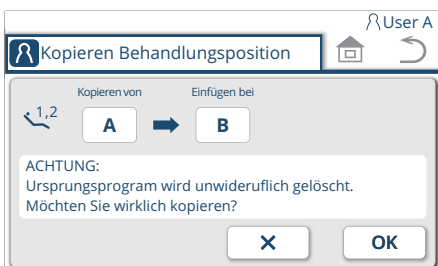 User A
Kopieren Behandlungsposition
Kopieren von
Einfügen bei
1,2
A
B
ACHTUNG:
Ursprungsprogram wird unwideruflich gelöscht.
Möchten Sie wirklich kopieren?
OK